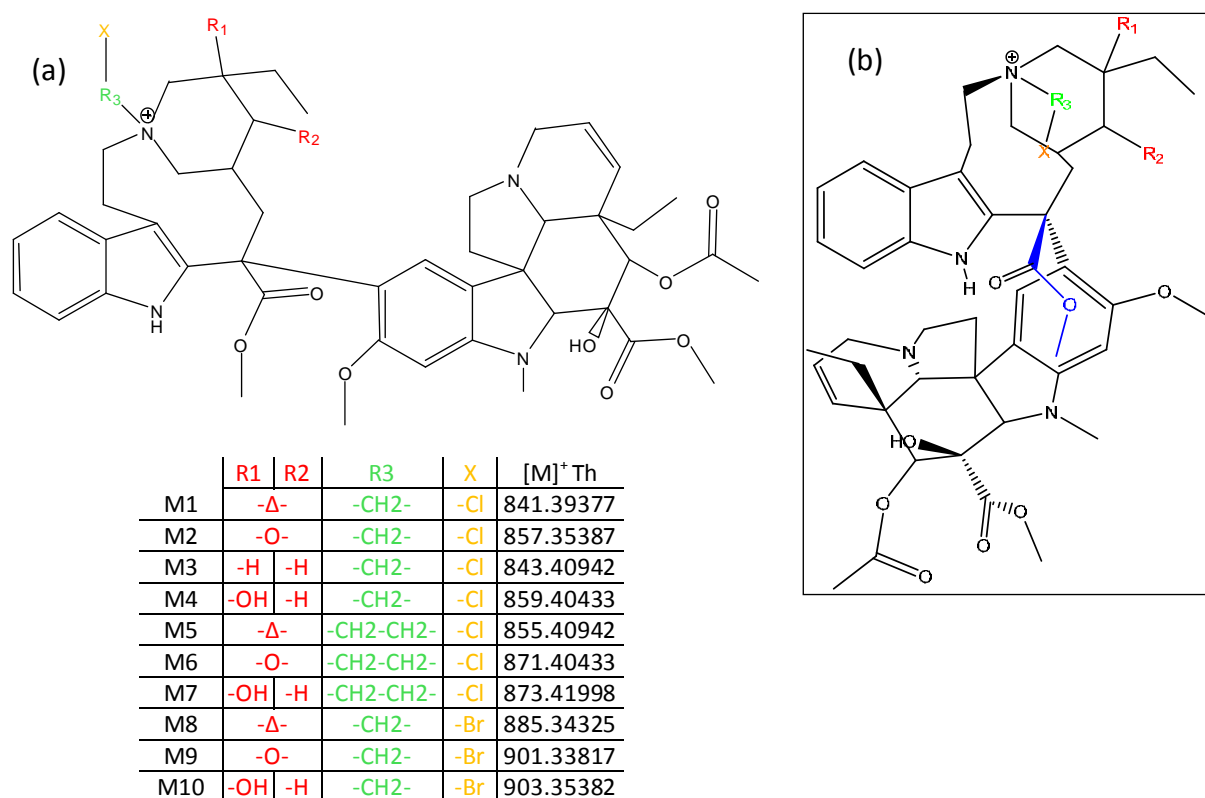 (a)
X
R1
R3
⊕
N
R2
N
O
O
O
NH
O
HO
O
O
O
N
(b)
R1
⊕
N
R3
X
R2
N
H
O
O
O
N
N
HO
O
O
O
O
R1 R2 R3 X [M]+ Th
M1 -Δ- -CH2- -Cl 841.39377
M2 -O- -CH2- -Cl 857.35387
M3 -H -H -CH2- -Cl 843.40942
M4 -OH -H -CH2- -Cl 859.40433
M5 -Δ- -CH2-CH2- -Cl 855.40942
M6 -O- -CH2-CH2- -Cl 871.40433
M7 -OH -H -CH2-CH2- -Cl 873.41998
M8 -Δ- -CH2- -Br 885.34325
M9 -O- -CH2- -Br 901.33817
M10 -OH -H -CH2- -Br 903.35382